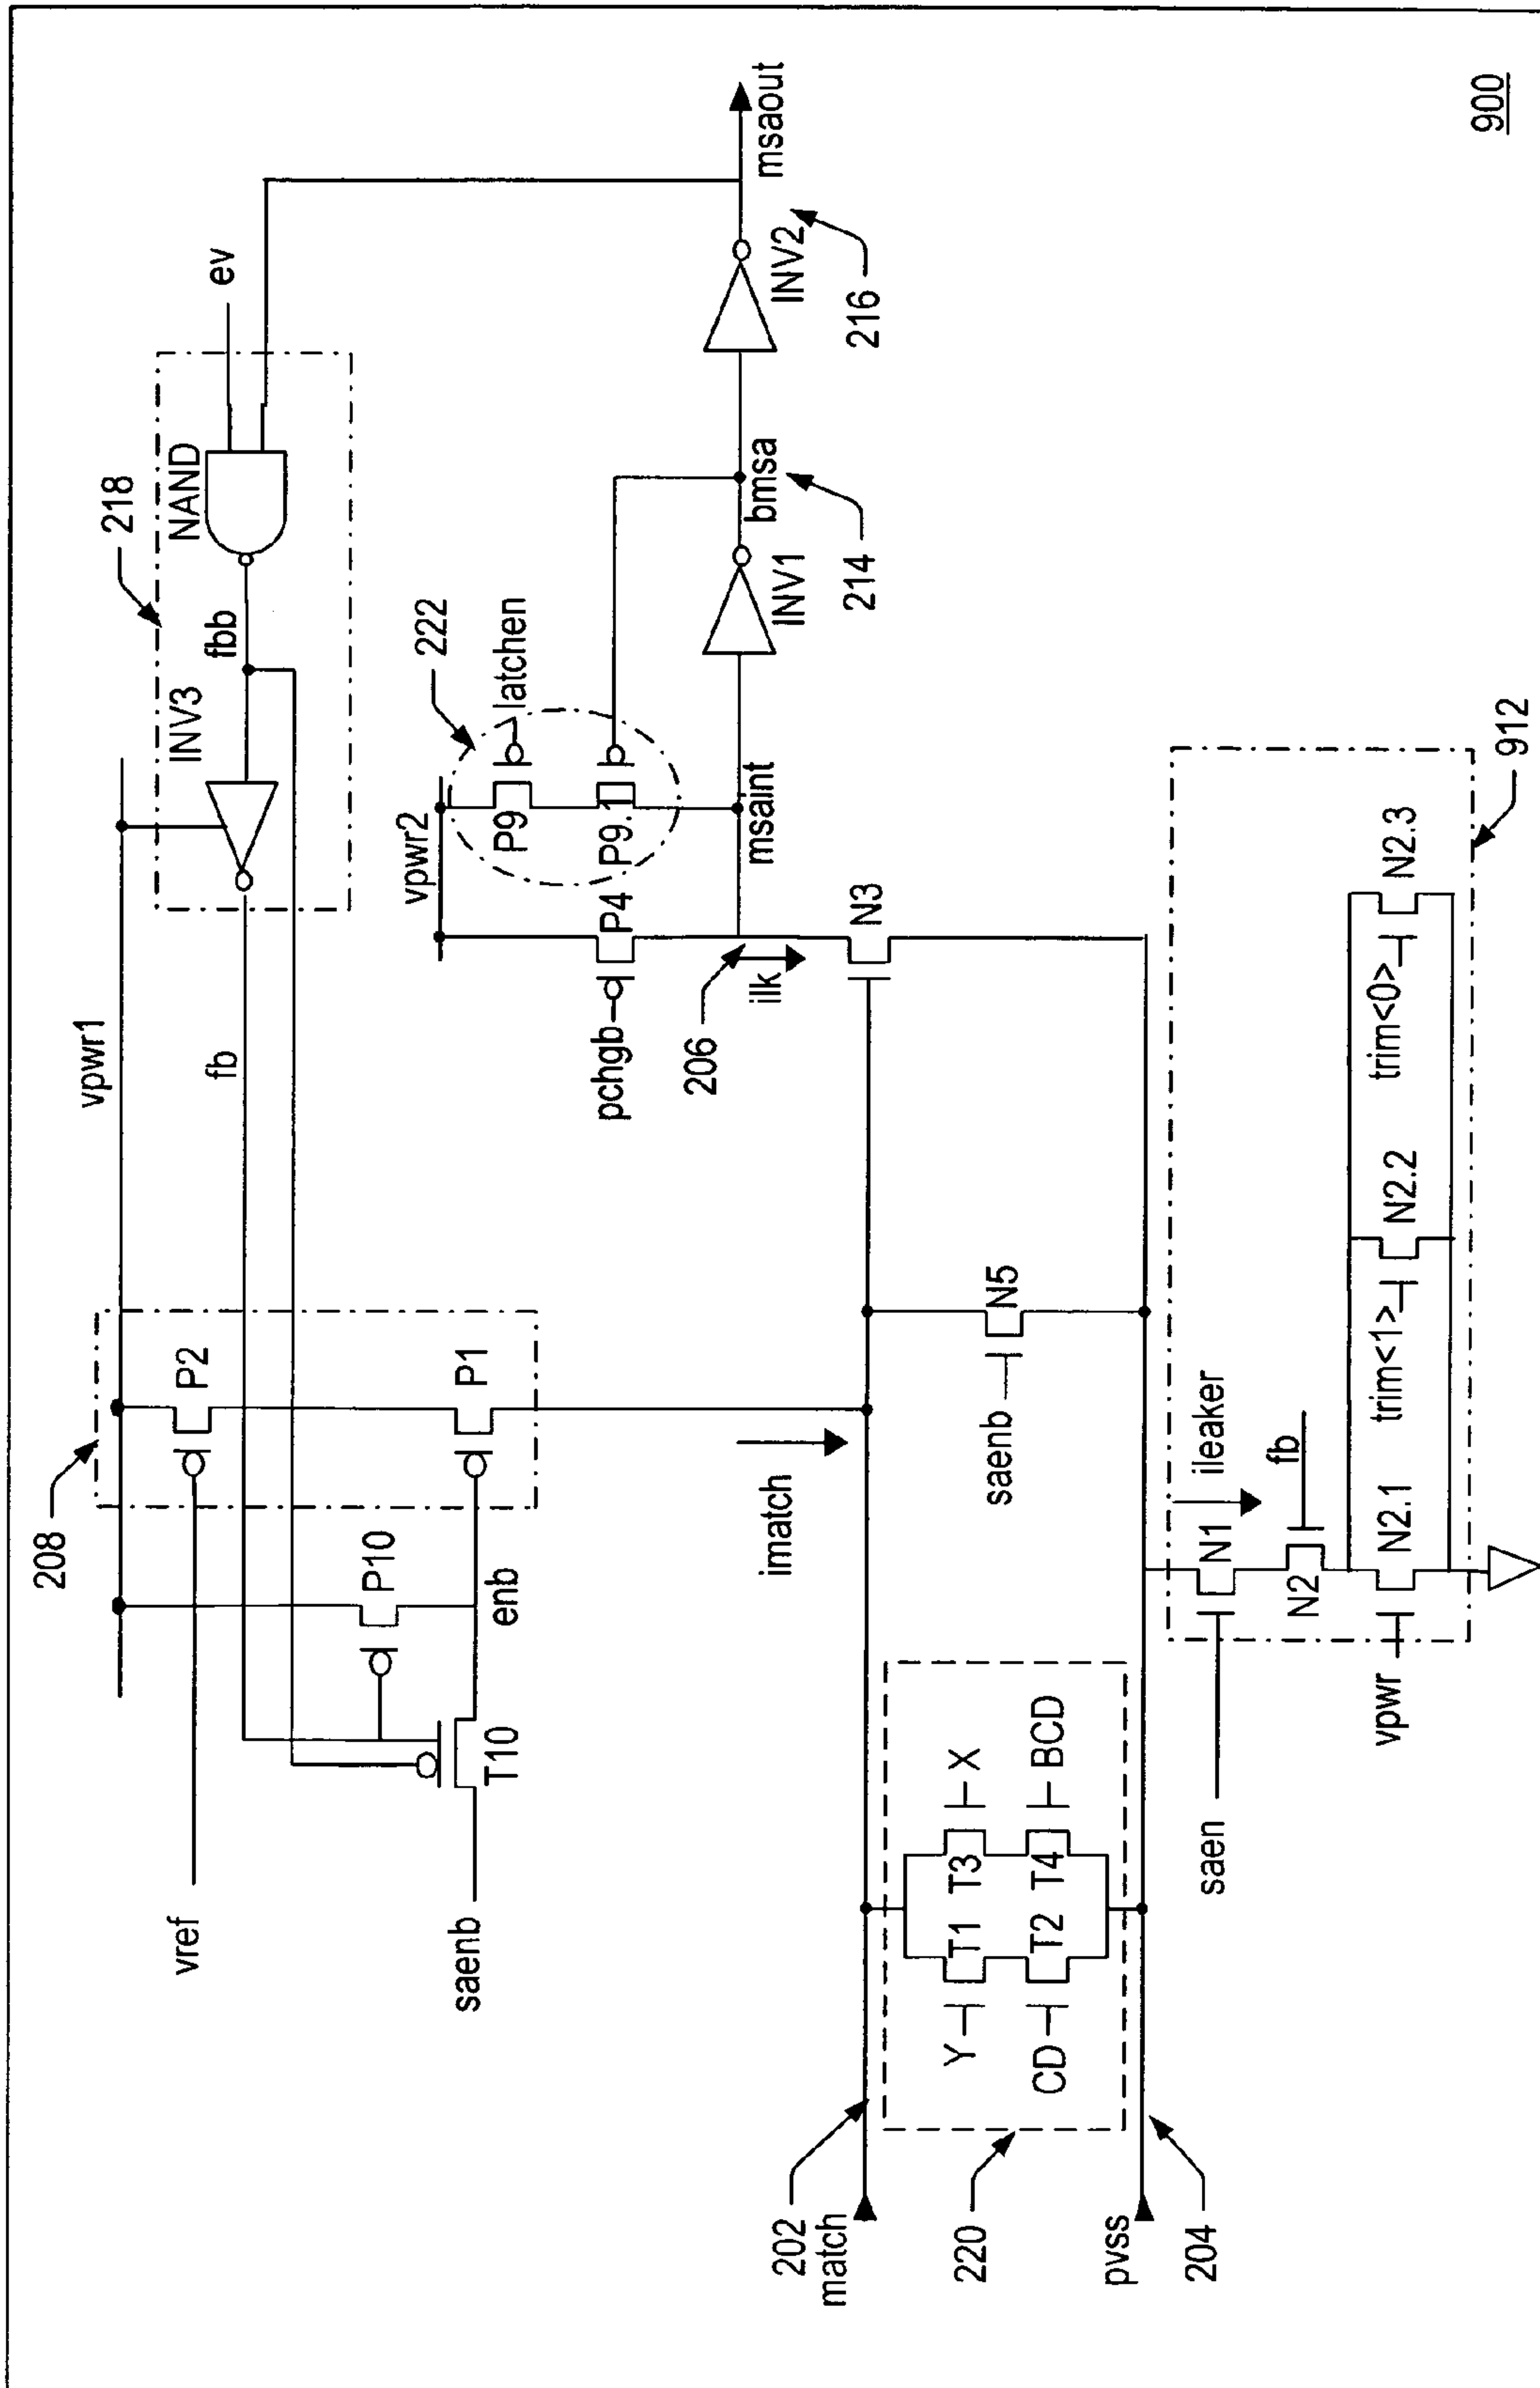 900
ev
msaout
218
NAND
fbb
INV3
INV2
216
222
latchen
bmsa
214
INV1
vpwr2
P9
P9.1
P4
msaint
vpwr1
fb
pchgb
206
ilk
N3
208
P2
P1
P10
enb
T10
vref
saenb
imatch
saenb
N5
202
match
220
Y
T1
T3
X
CD
T2
T4
BCD
pvss
204
912
ileaker
saen
N1
N2
fb
vpwr
N2.1
trim<1>
N2.2
trim<0>
N2.3